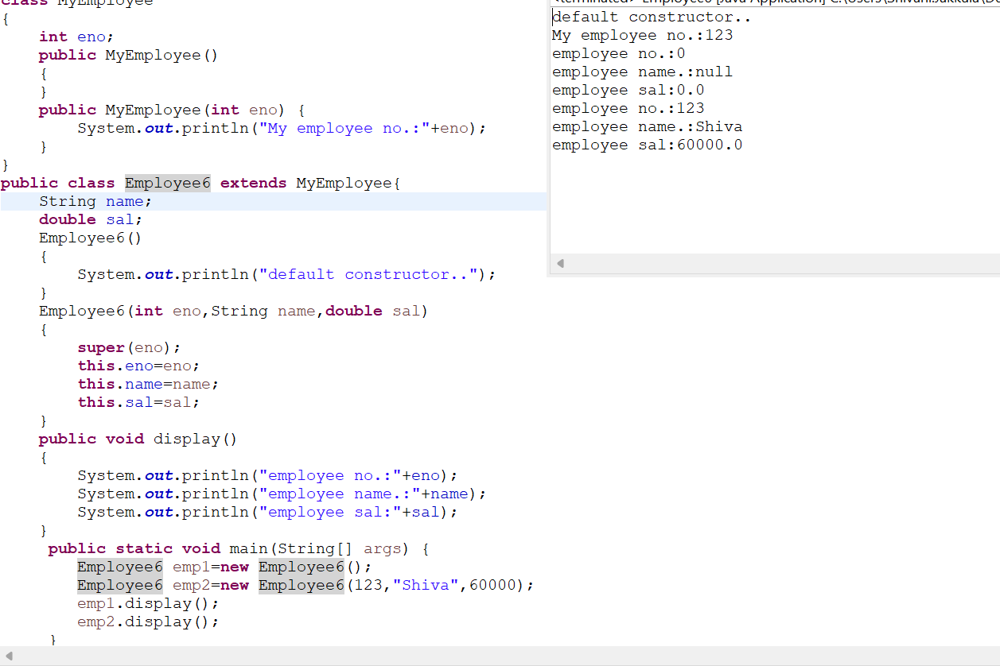 class MyEmployee
{
int eno;
public MyEmployee()
{
}
public MyEmployee(int eno) {
System.out.println("My employee no.:"+eno);
}
}
public class Employee6 extends MyEmployee{
String name;
double sal;
Employee6()
{
System.out.println("default constructor..");
}
Employee6(int eno,String name,double sal)
{
super(eno);
this.eno=eno;
this.name=name;
this.sal=sal;
}
public void display()
{
System.out.println("employee no.:"+eno);
System.out.println("employee name.:"+name);
System.out.println("employee sal:"+sal);
}
public static void main(String[] args) {
Employee6 emp1=new Employee6();
Employee6 emp2=new Employee6(123,"Shiva",60000);
emp1.display();
emp2.display();
}
<terminated> Employee6 [Java Application]
default constructor..
My employee no.:123
employee no.:0
employee name.:null
employee sal:0.0
employee no.:123
employee name.:Shiva
employee sal:60000.0